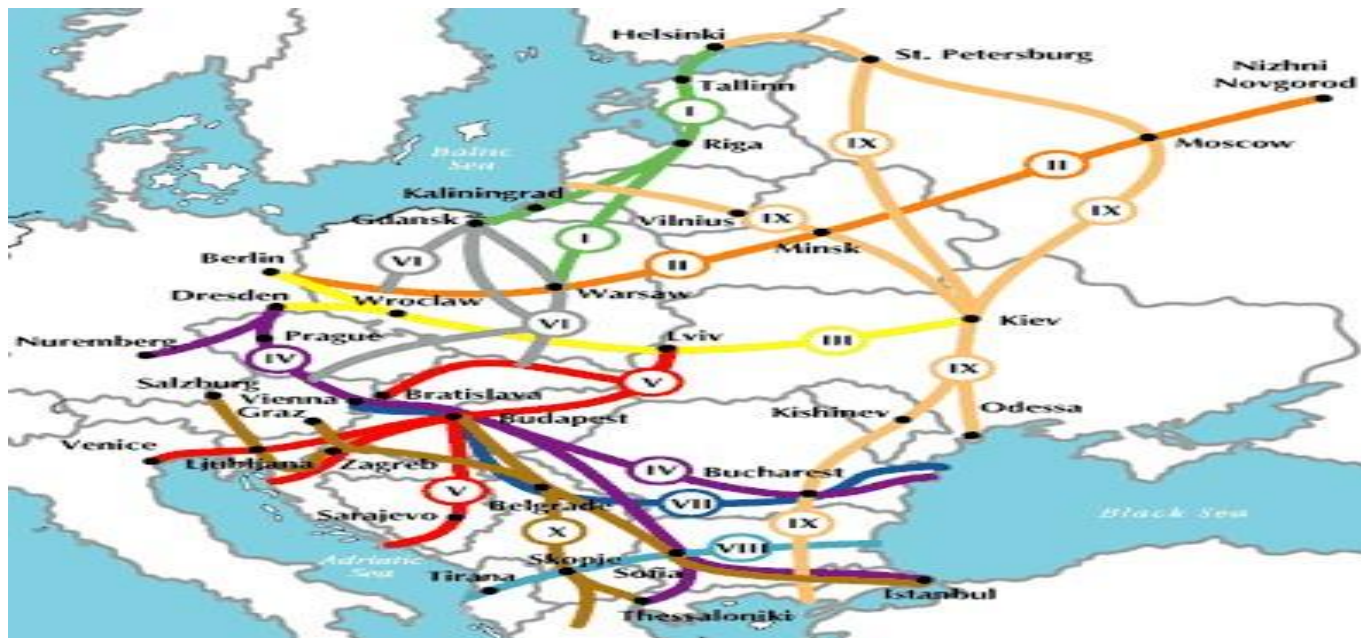 Helsinki
St. Petersburg
Nizhni
Novgorod
Tallinn
I
Riga
IX
II
Moscow
Baltic
Sea
Kaliningrad
Gdansk
Vilnius
IX
IX
Minsk
I
VI
II
Berlin
Warsaw
Dresden
Wroclaw
VI
Kiev
Nuremberg
Prague
Lviv
III
IV
V
IX
Salzburg
Vienna
Bratislava
Graz
Budapest
Kishinev
Odessa
Venice
Ljubljana
Zagreb
IV
Bucharest
V
Belgrade
VII
Sarajevo
IX
Black Sea
X
VIII
Adriatic
Sea
Skopje
Tirana
Sofia
Istanbul
Thessaloniki